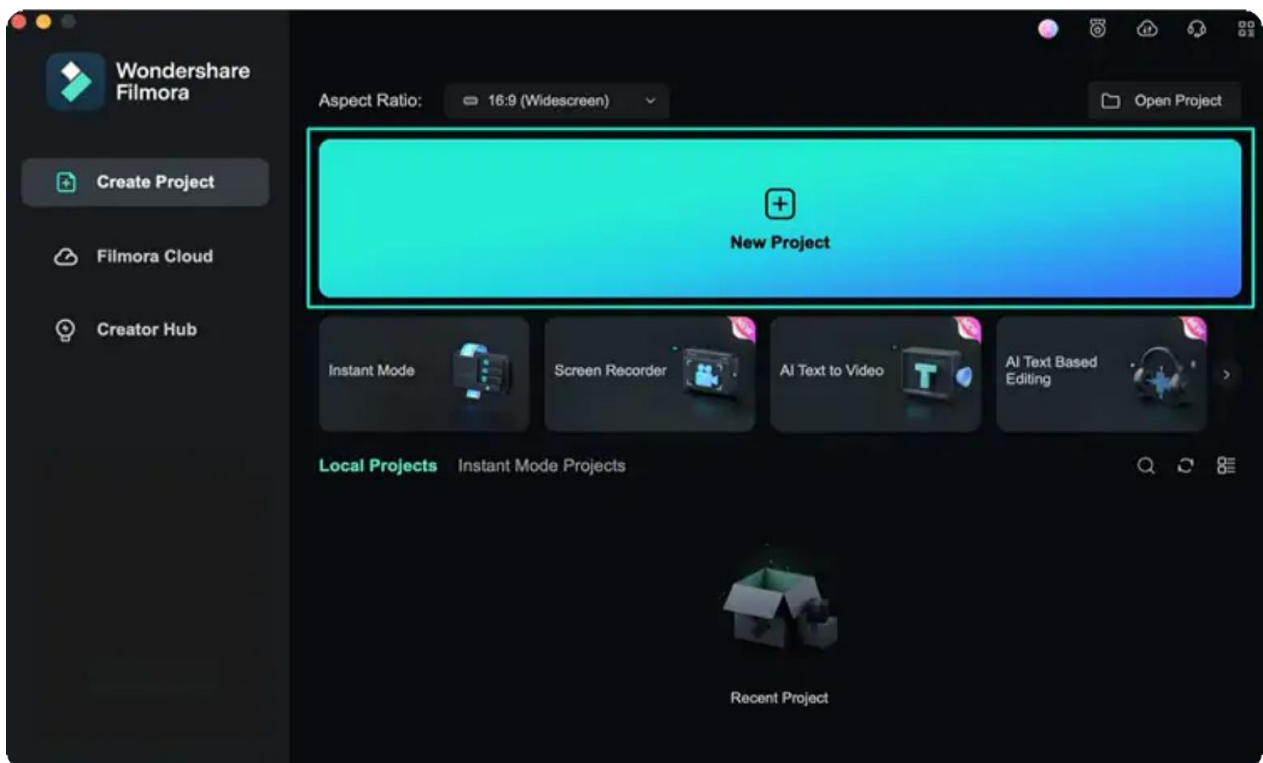 Wondershare
Filmora
Aspect Ratio:
16:9 (Widescreen)
Open Project
Create Project
New Project
Filmora Cloud
Creator Hub
Instant Mode
Screen Recorder
AI Text to Video
T
AI Text Based
Editing
Local Projects
Instant Mode Projects
Recent Project